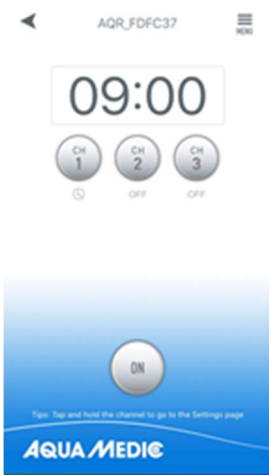 AQR_FDFC37
MENU
09:00
CH 1
CH 2
CH 3
OFF
OFF
ON
Tips: Tap and hold the channel to go to the Settings page
AQUA MEDIC